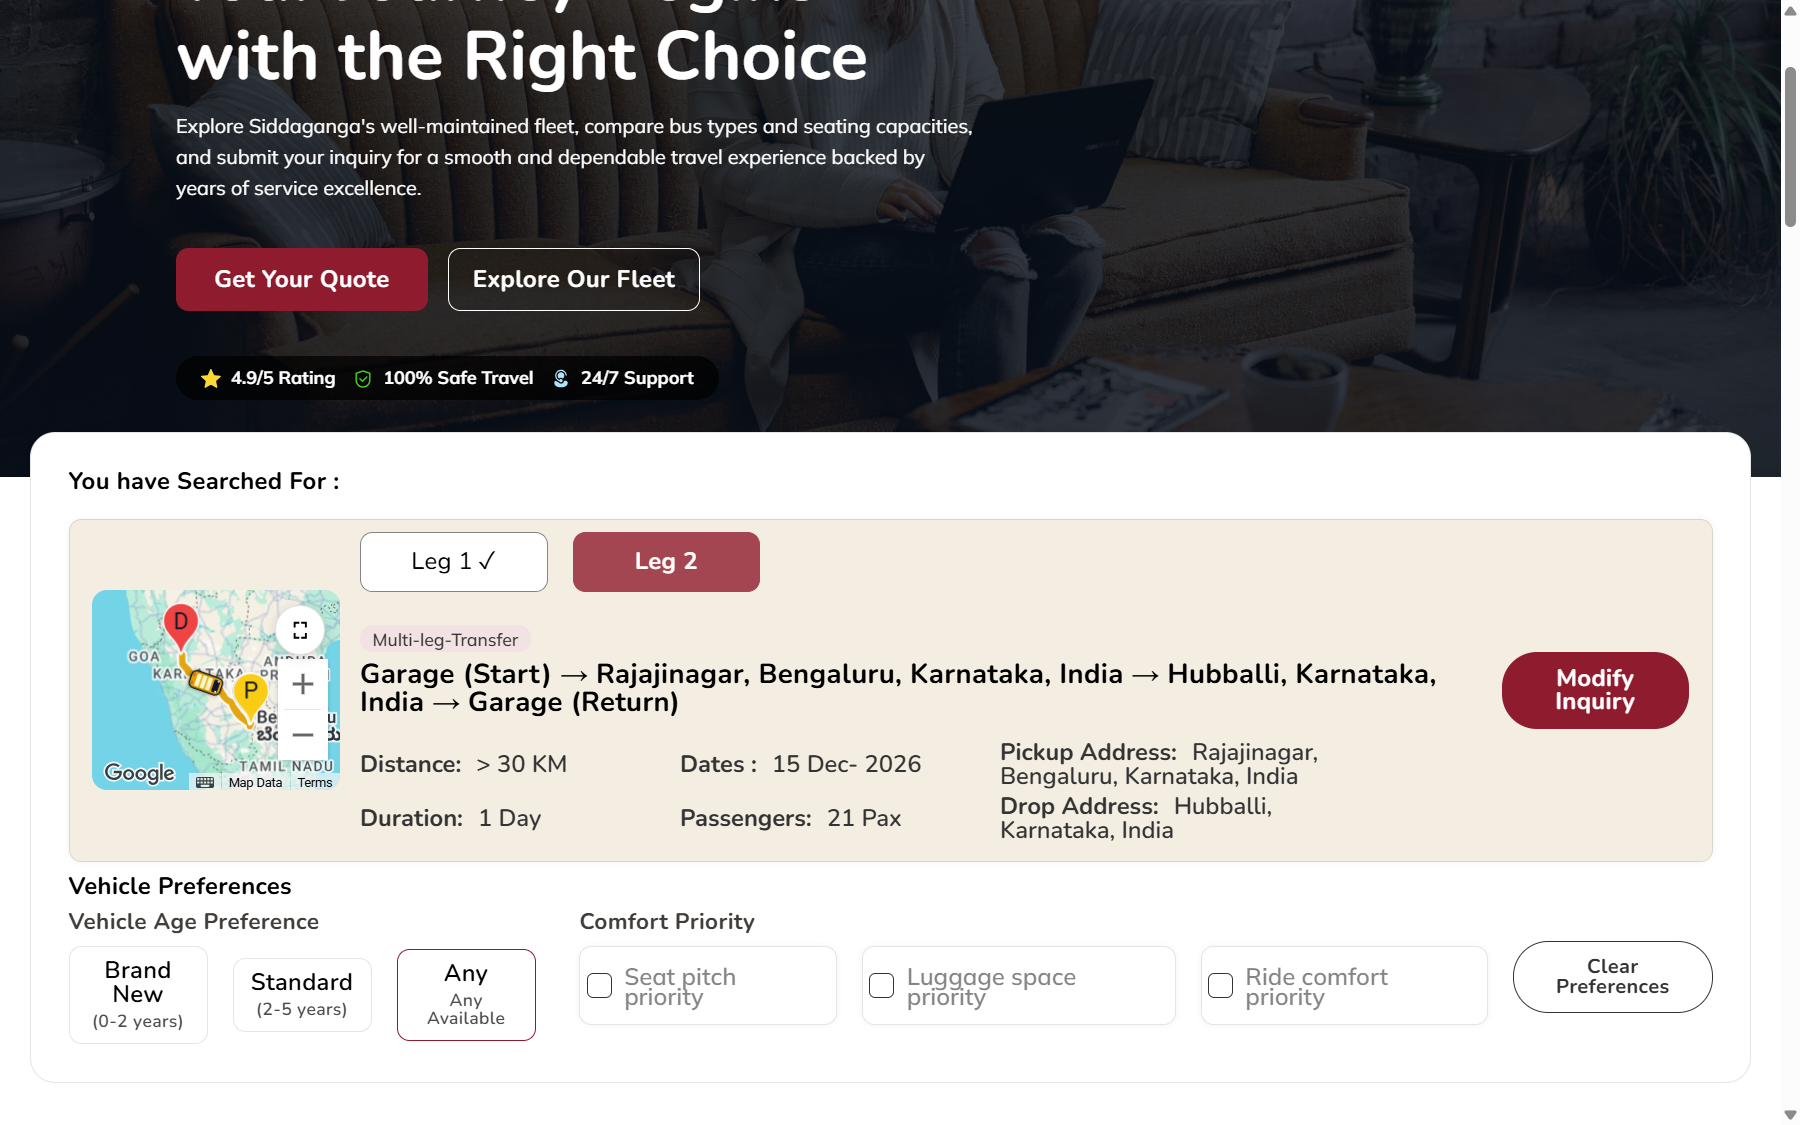 with the Right Choice
Explore Siddaganga's well-maintained fleet, compare bus types and seating capacities,
and submit your inquiry for a smooth and dependable travel experience backed by
years of service excellence.
Get Your Quote
Explore Our Fleet
4.9/5 Rating
100% Safe Travel
24/7 Support
You have Searched For :
Leg 1 ✓
Leg 2
D
GOA
P
TAMIL NADU
Google
Map Data
Terms
Multi-leg-Transfer
Garage (Start) → Rajajinagar, Bengaluru, Karnataka, India → Hubballi, Karnataka,
India → Garage (Return)
Distance: > 30 KM
Dates : 15 Dec- 2026
Pickup Address: Rajajinagar,
Bengaluru, Karnataka, India
Duration: 1 Day
Passengers: 21 Pax
Drop Address: Hubballi,
Karnataka, India
Modify
Inquiry
Vehicle Preferences
Vehicle Age Preference
Brand
New
(0-2 years)
Standard
(2-5 years)
Any
Any
Available
Comfort Priority
Seat pitch
priority
Luggage space
priority
Ride comfort
priority
Clear
Preferences